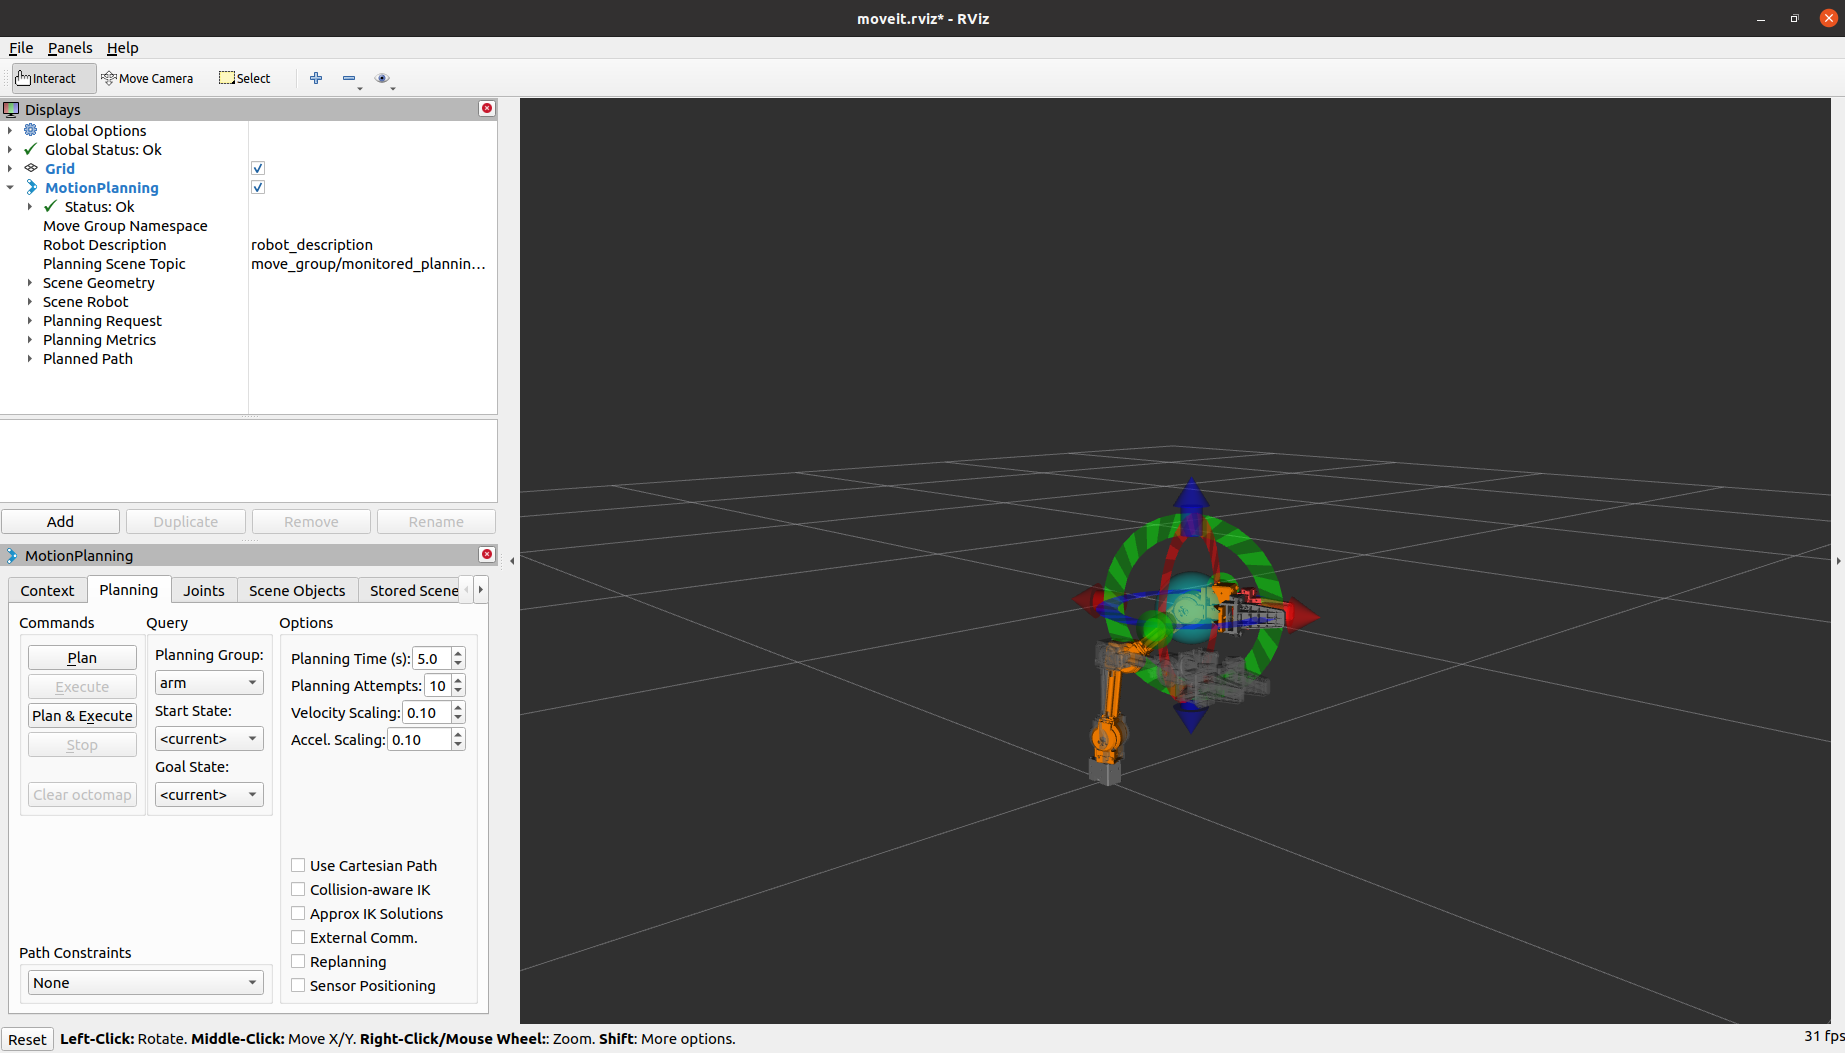 moveit.rviz* - RViz
File Panels Help
Interact Move Camera Select
Displays
Global Options
Global Status: Ok
Grid
MotionPlanning
Status: Ok
Move Group Namespace
Robot Description robot_description
Planning Scene Topic move_group/monitored_plannin...
Scene Geometry
Scene Robot
Planning Request
Planning Metrics
Planned Path
Add Duplicate Remove Rename
MotionPlanning
Context Planning Joints Scene Objects Stored Scene
Commands Query Options
Plan
Execute
Plan & Execute
Stop
Clear octomap
Planning Group:
arm
Start State:
<current>
Goal State:
<current>
Planning Time (s): 5.0
Planning Attempts: 10
Velocity Scaling: 0.10
Accel. Scaling: 0.10
Use Cartesian Path
Collision-aware IK
Approx IK Solutions
External Comm.
Replanning
Sensor Positioning
Path Constraints
None
Reset Left-Click: Rotate. Middle-Click: Move X/Y. Right-Click/Mouse Wheel:: Zoom. Shift: More options. 31 fps